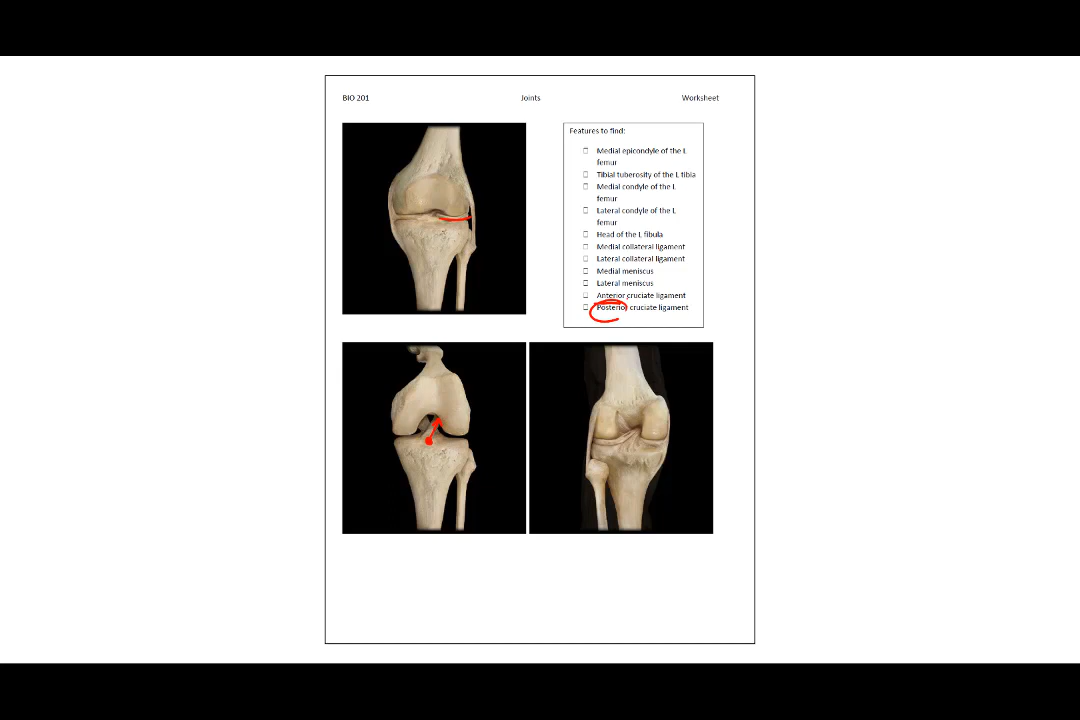 BIO 201 Joints Worksheet
Features to find:
☐ Medial epicondyle of the L
femur
☐ Tibial tuberosity of the L tibia
☐ Medial condyle of the L
femur
☐ Lateral condyle of the L
femur
☐ Head of the L fibula
☐ Medial collateral ligament
☐ Lateral collateral ligament
☐ Medial meniscus
☐ Lateral meniscus
☐ Anterior cruciate ligament
☐ Posterior cruciate ligament